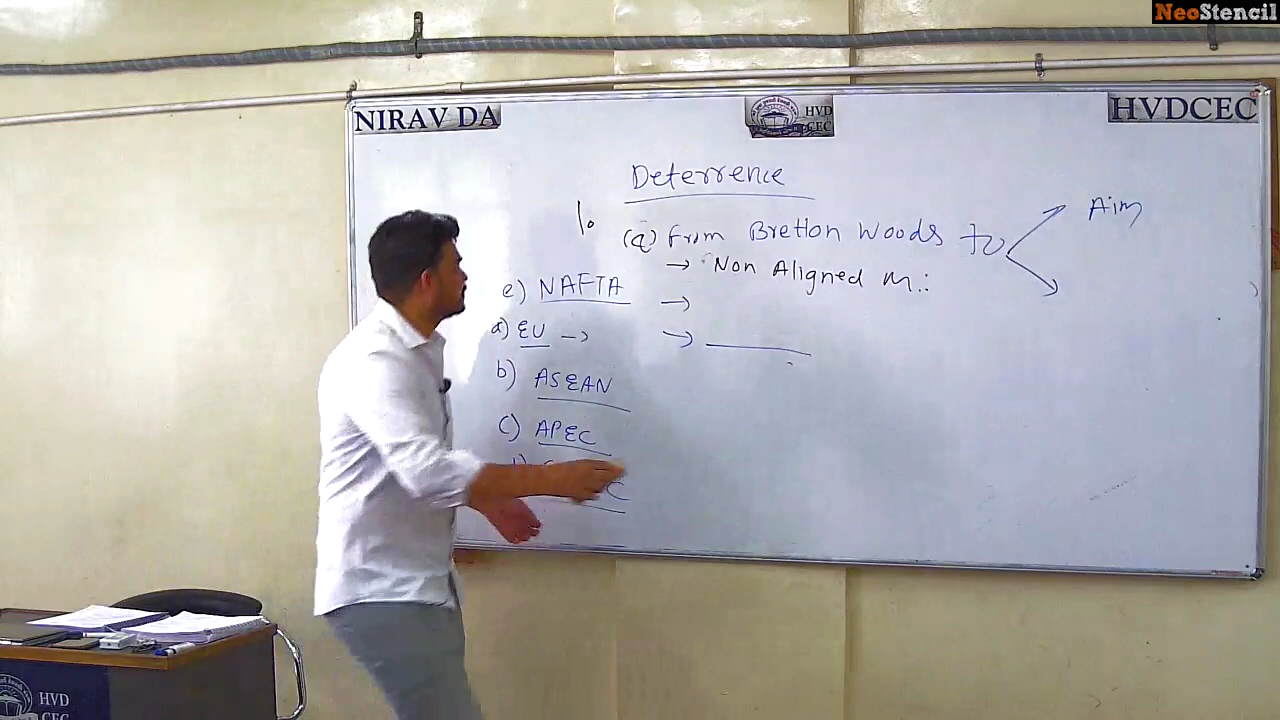 NeoStencil
NIRAV DA
HVD
CEC
HVDCEC
Deterrence
1.
(a) From Bretton Woods to
Aim
→ Non Aligned M.:
e) NAFTA →
a) EU → →
b) ASEAN
c) APEC
C
HVD
CEC